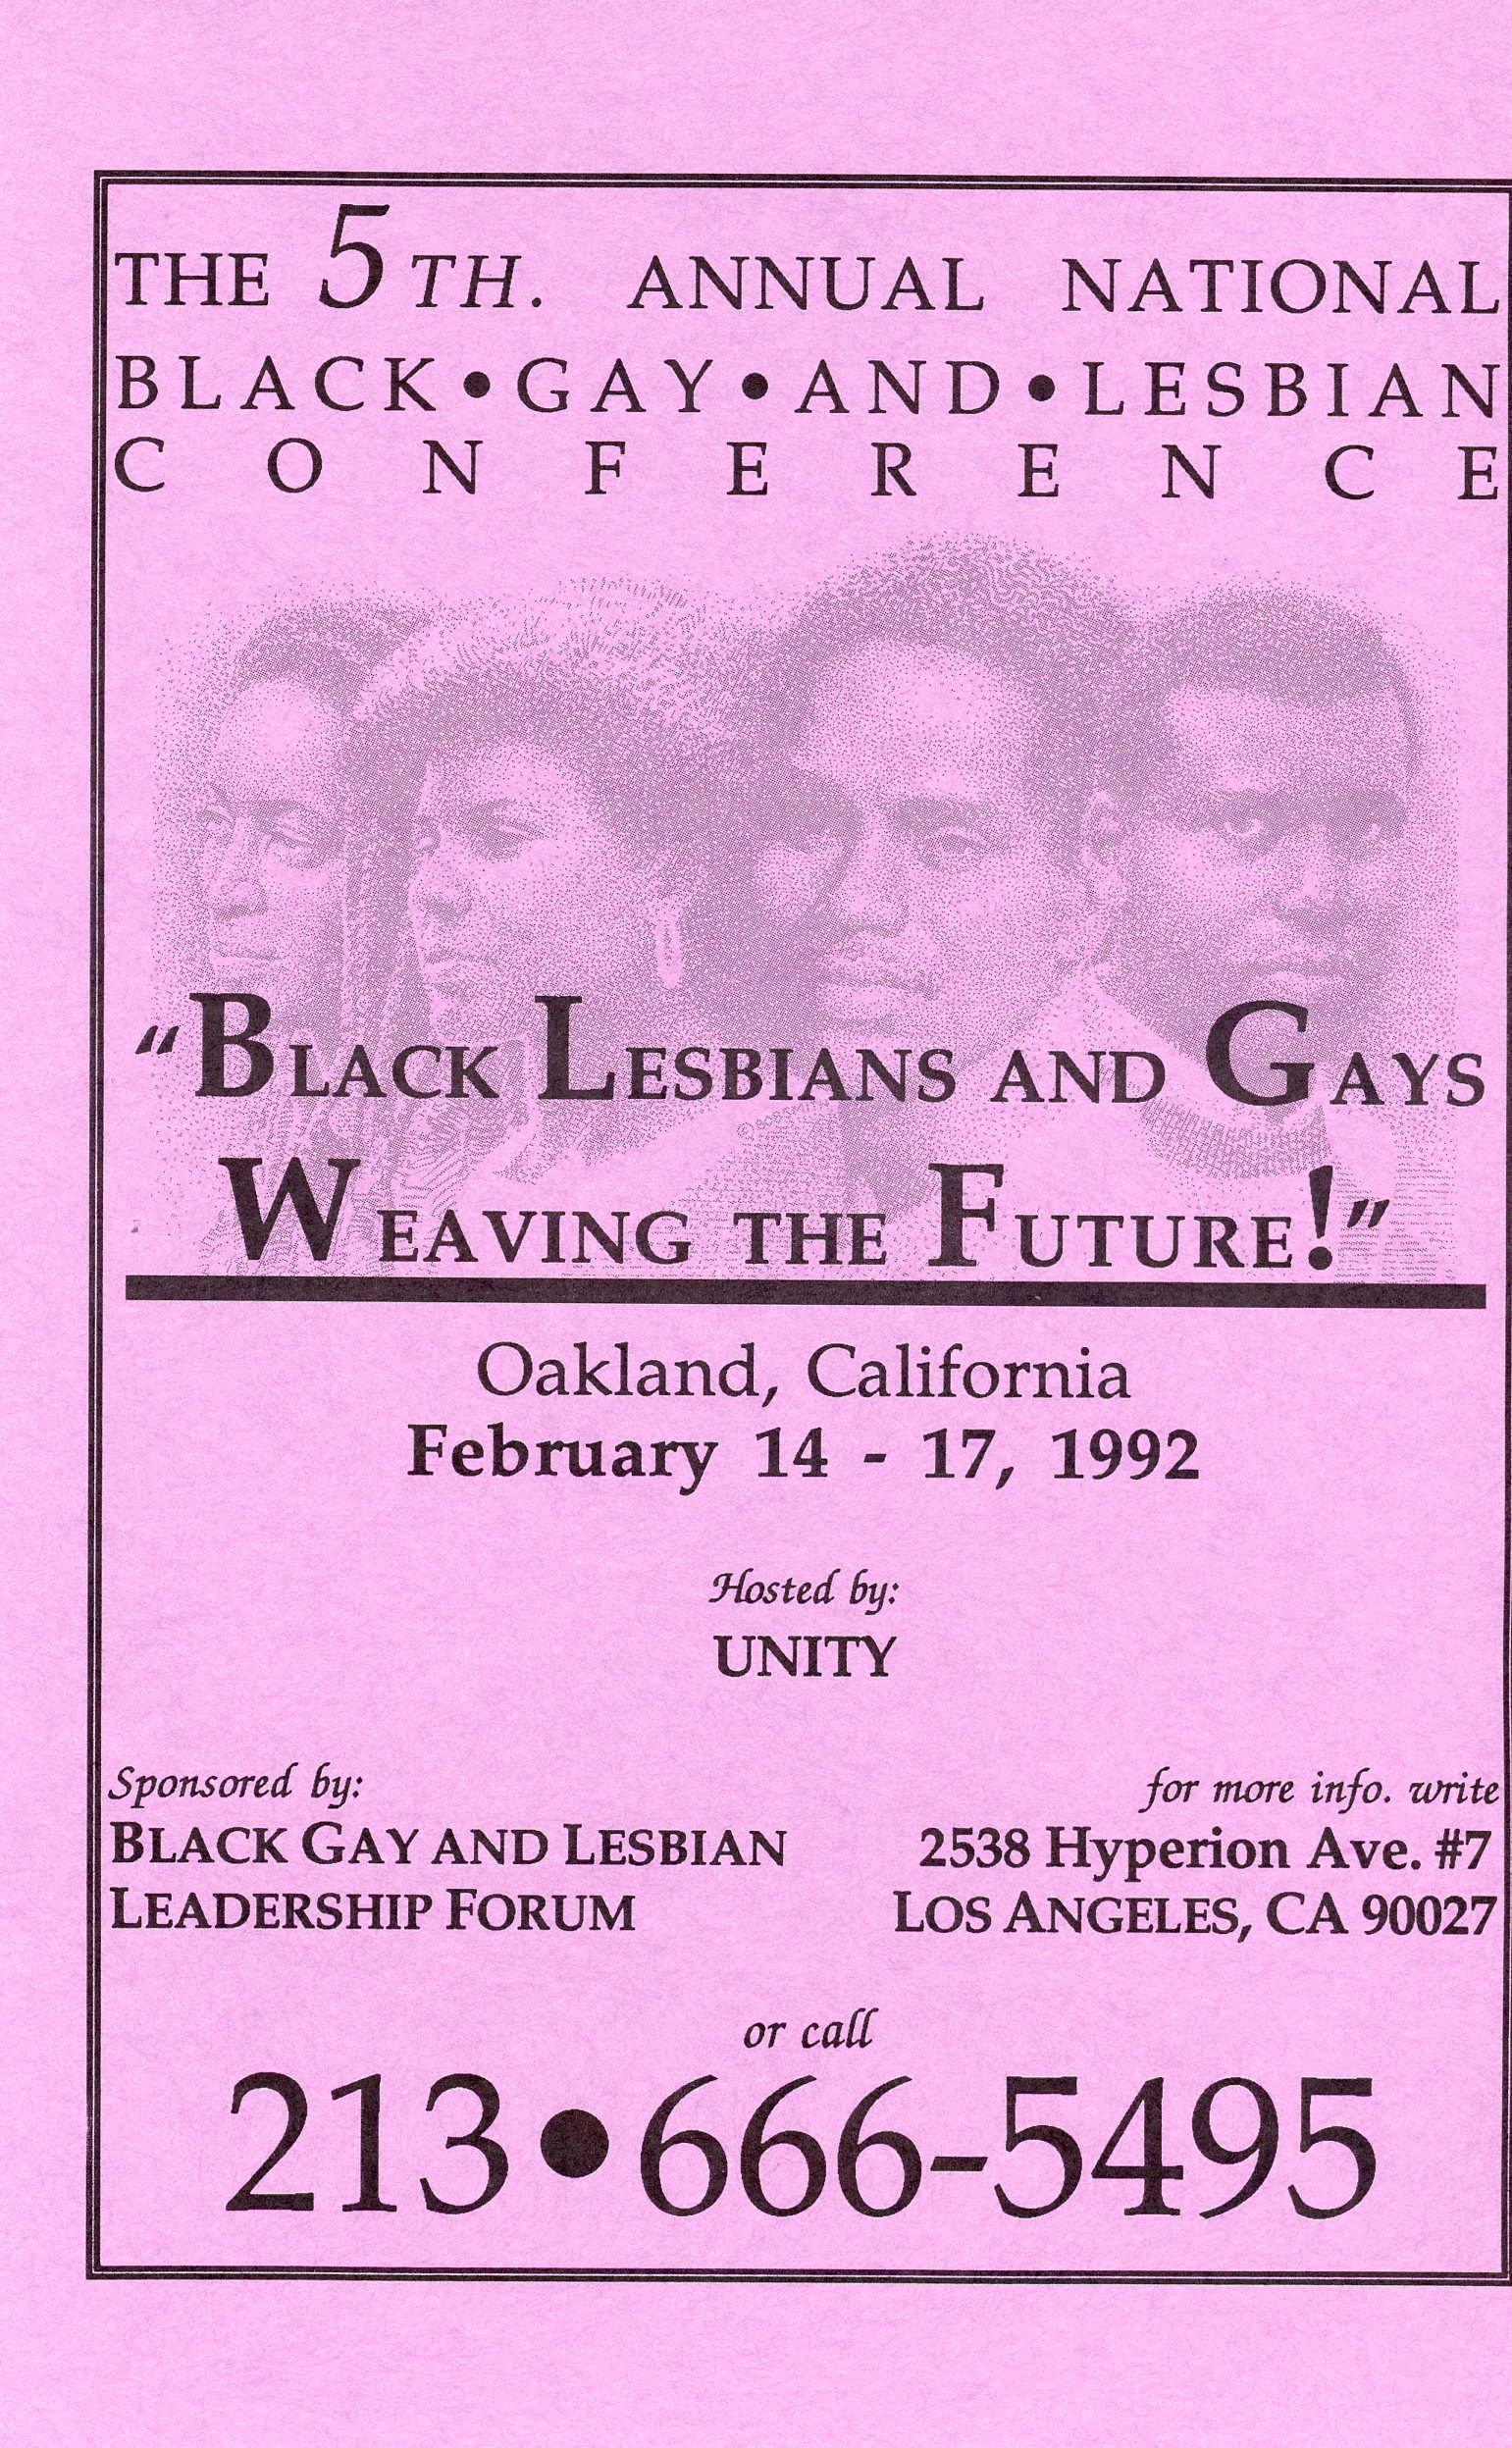 THE 5TH. ANNUAL NATIONAL
BLACK•GAY•AND•LESBIAN
CONFERENCE
“BLACK LESBIANS AND GAYS
WEAVING THE FUTURE!”
Oakland, California
February 14 - 17, 1992
Hosted by:
UNITY
Sponsored by:
BLACK GAY AND LESBIAN
LEADERSHIP FORUM
for more info. write
2538 Hyperion Ave. #7
LOS ANGELES, CA 90027
or call
213•666-5495